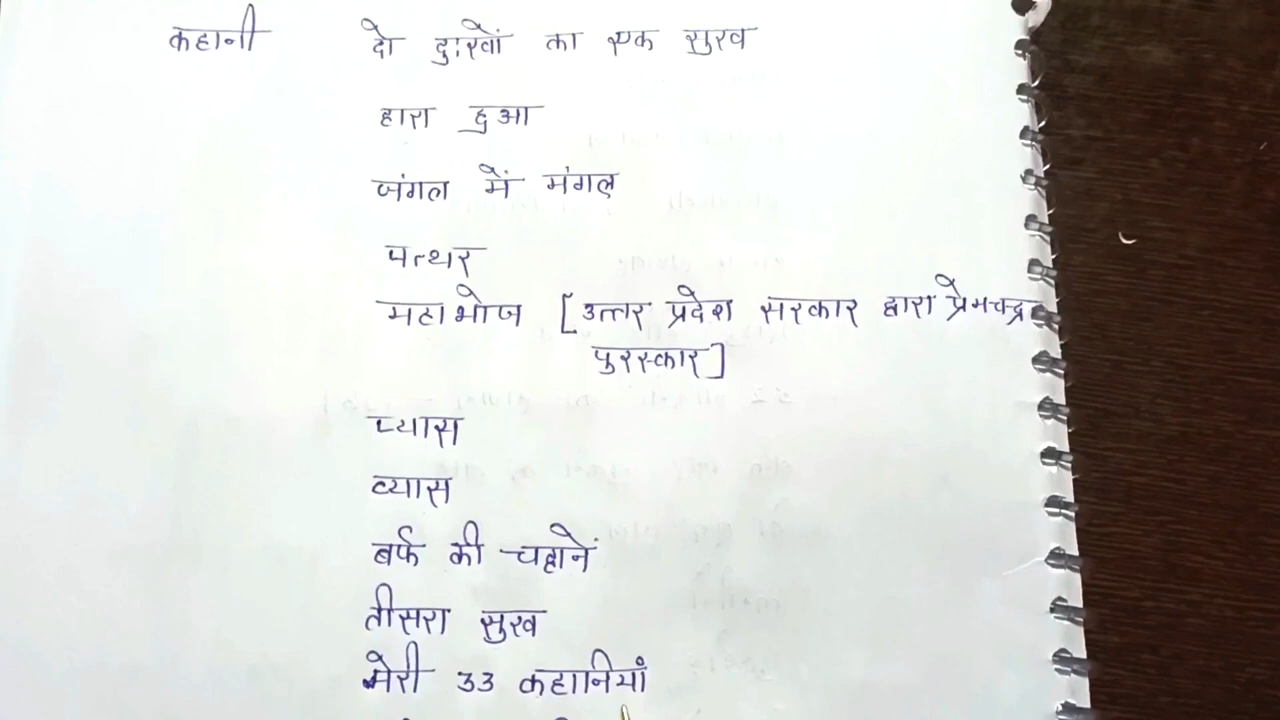 कहानी दो दुःखों का एक सुख
हारा हुआ
जंगल में मंगल
पत्थर
महाभोज [उत्तर प्रदेश सरकार द्वारा प्रेमचन्द्र
पुरस्कार]
प्यास
व्यास
बर्फ की चट्टानें
तीसरा सुख
मेरी 33 कहानियां